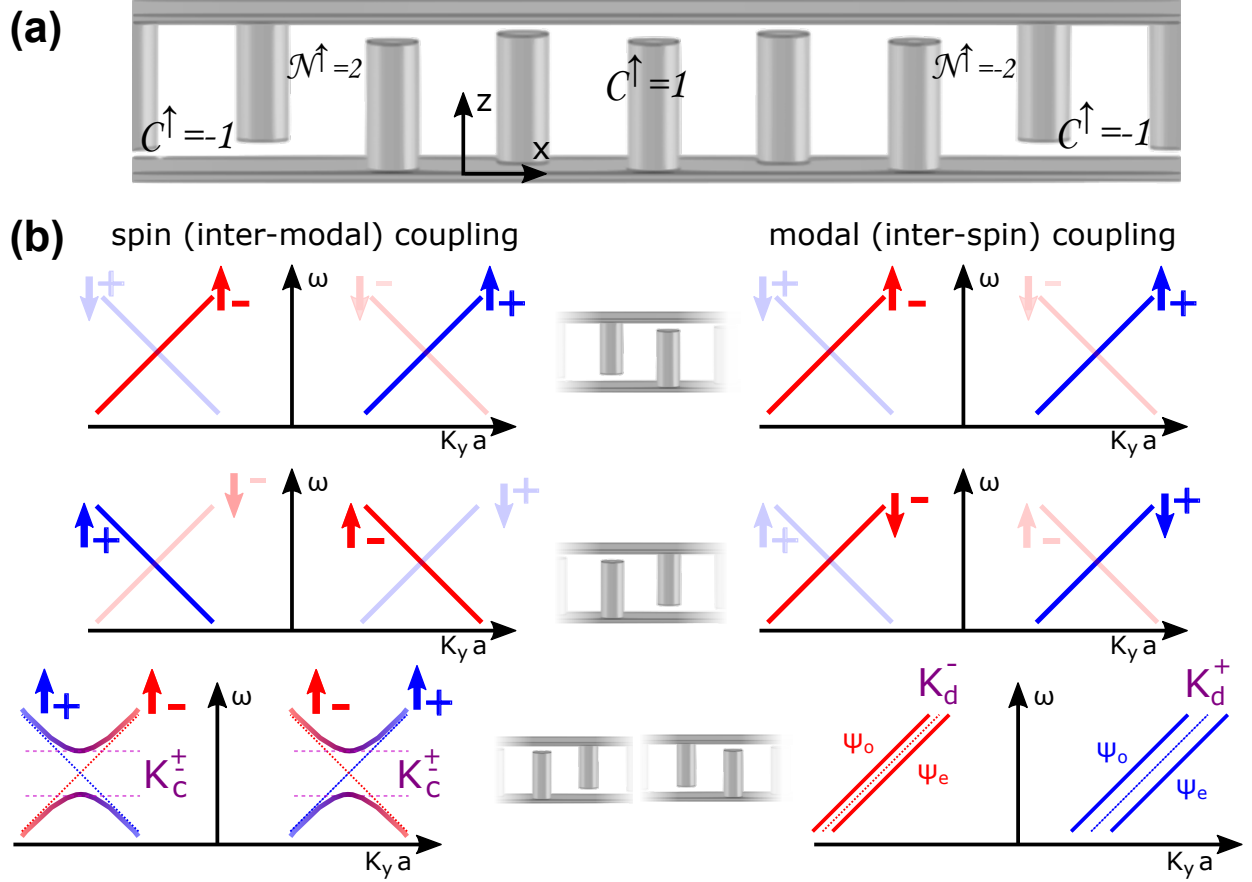 (a)
𝒩↑=2
C↑=1
𝒩↑=-2
C↑=-1
z
x
C↑=-1
(b)
spin (inter-modal) coupling
modal (inter-spin) coupling
↓+ ↑- ω ↓- ↑+
K_y a
↓+ ↑- ω ↓- ↑+
K_y a
↑+ ↓- ω ↑- ↓+
K_y a
↑+ ↓- ω ↑- ↓+
K_y a
↑+ ↑- ω ↑- ↑+
K_c^± K_c^±
K_y a
K_d^- ω K_d^+
ψ_o ψ_e ψ_o ψ_e
K_y a